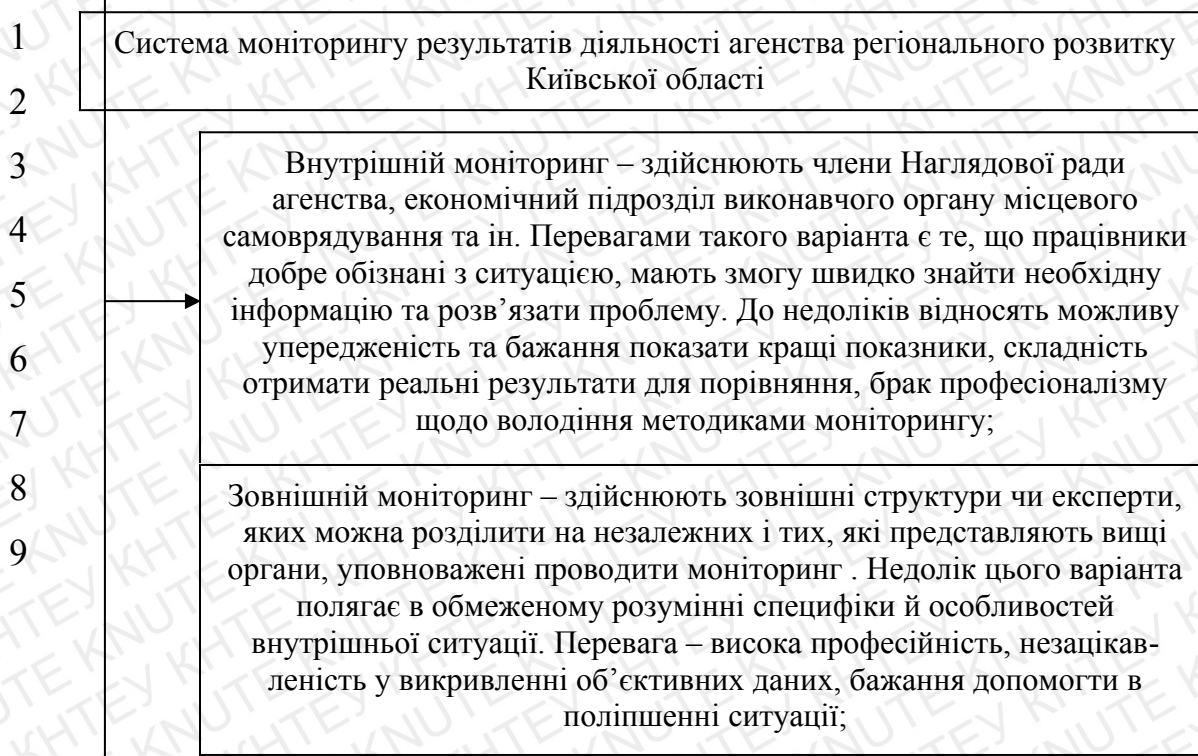 1
2
3
4
5
6
7
8
9
Система моніторингу результатів діяльності агенства регіонального розвитку
Київської області
Внутрішній моніторинг – здійснюють члени Наглядової ради
агенства, економічний підрозділ виконавчого органу місцевого
самоврядування та ін. Перевагами такого варіанта є те, що працівники
добре обізнані з ситуацією, мають змогу швидко знайти необхідну
інформацію та розв’язати проблему. До недоліків відносять можливу
упередженість та бажання показати кращі показники, складність
отримати реальні результати для порівняння, брак професіоналізму
щодо володіння методиками моніторингу;
Зовнішній моніторинг – здійснюють зовнішні структури чи експерти,
яких можна розділити на незалежних і тих, які представляють вищі
органи, уповноважені проводити моніторинг . Недолік цього варіанта
полягає в обмеженому розумінні специфіки й особливостей
внутрішньої ситуації. Перевага – висока професійність, незацікав-
леність у викривленні об’єктивних даних, бажання допомогти в
поліпшенні ситуації;